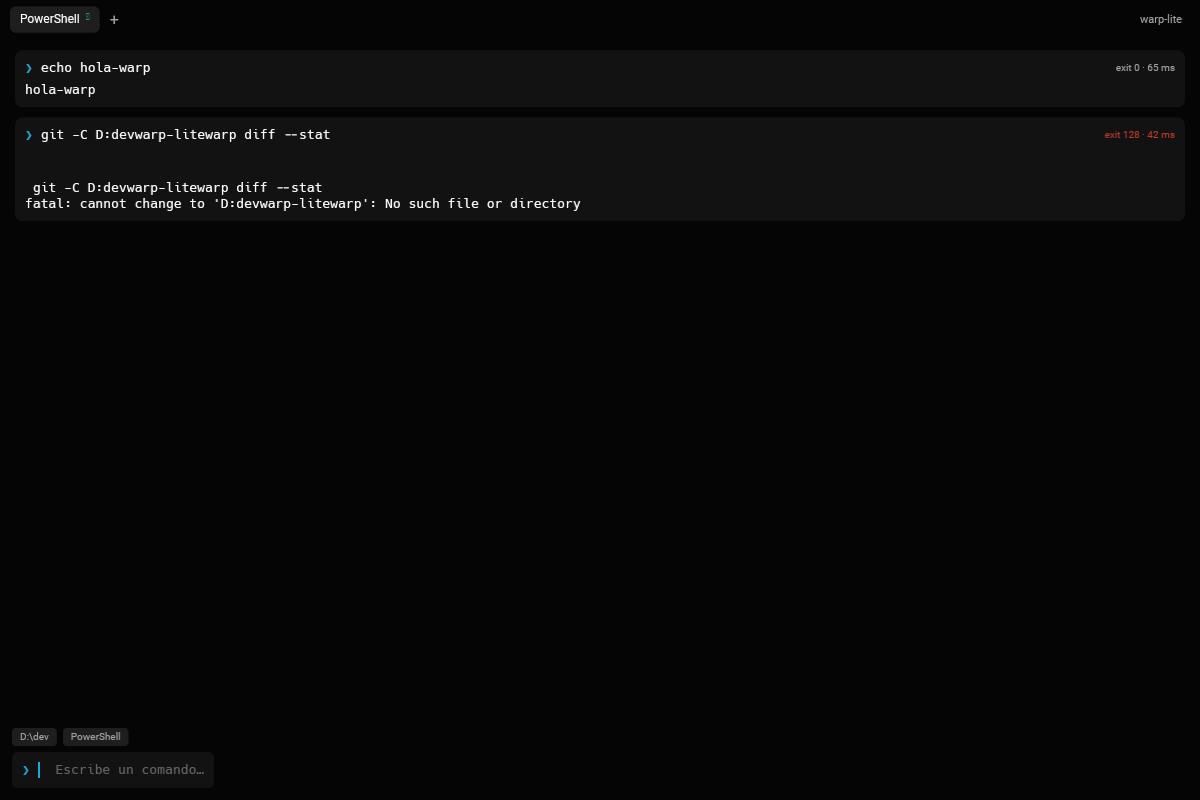 PowerShell
+
warp-lite
❯ echo hola-warp
exit 0 · 65 ms
hola-warp
❯ git -C D:devwarp-litewarp diff --stat
exit 128 · 42 ms
git -C D:devwarp-litewarp diff --stat
fatal: cannot change to 'D:devwarp-litewarp': No such file or directory
D:\dev
PowerShell
❯ Escribe un comando…